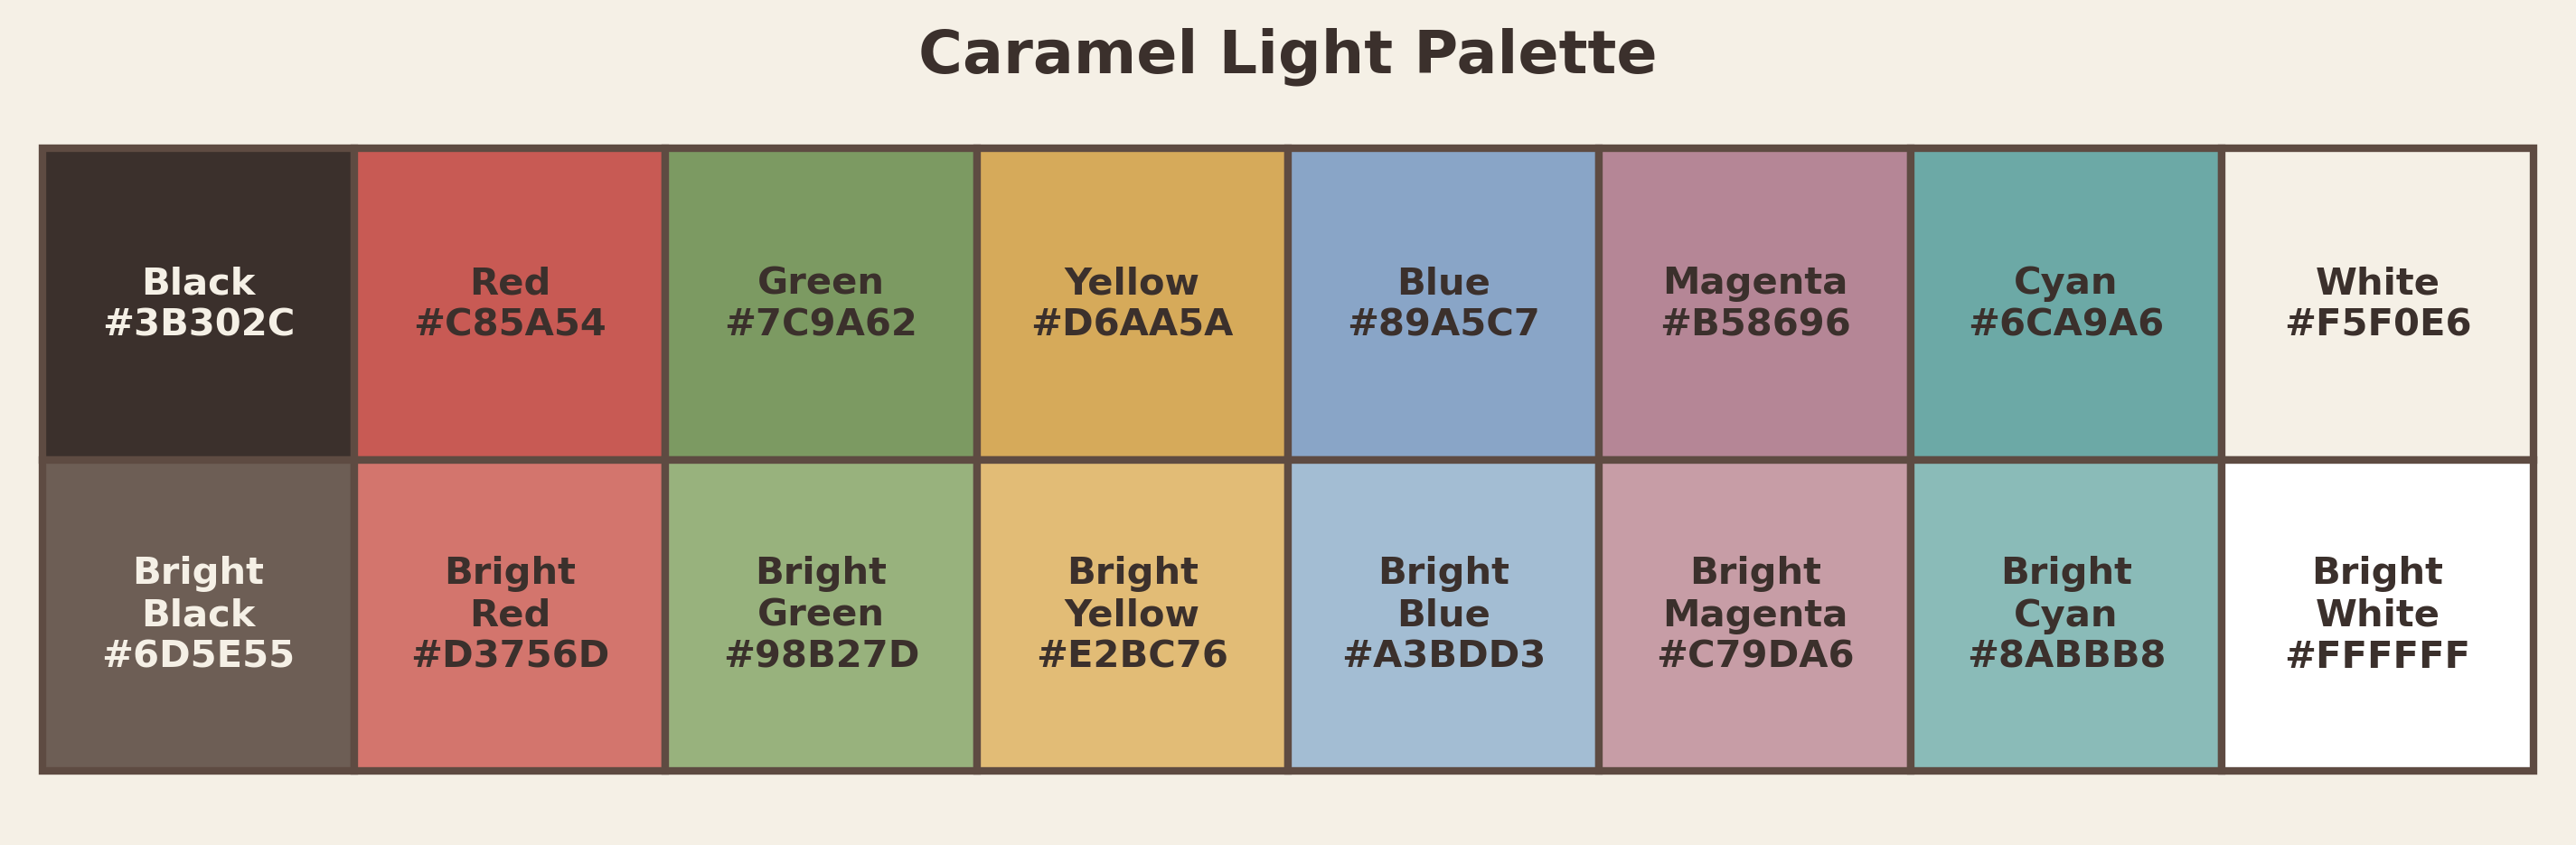 Caramel Light Palette
Black
#3B302C
Red
#C85A54
Green
#7C9A62
Yellow
#D6AA5A
Blue
#89A5C7
Magenta
#B58696
Cyan
#6CA9A6
White
#F5F0E6
Bright
Black
#6D5E55
Bright
Red
#D3756D
Bright
Green
#98B27D
Bright
Yellow
#E2BC76
Bright
Blue
#A3BDD3
Bright
Magenta
#C79DA6
Bright
Cyan
#8ABBB8
Bright
White
#FFFFFF